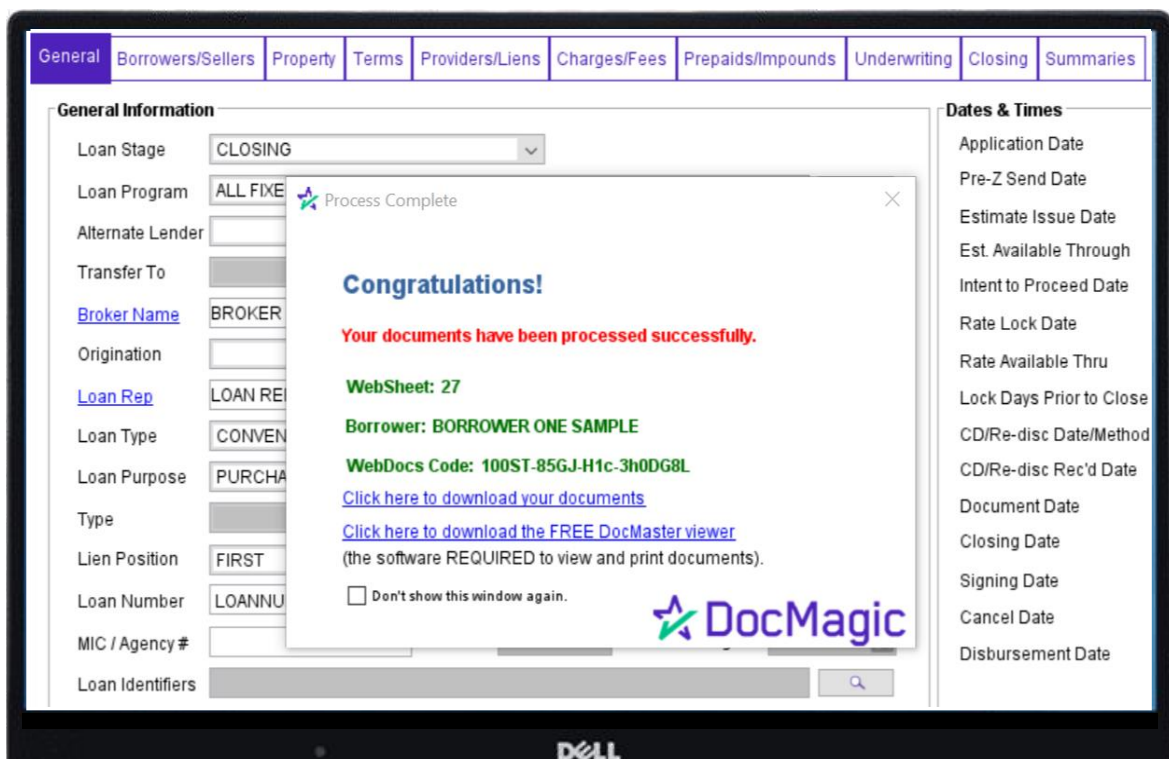 General Borrowers/Sellers Property Terms Providers/Liens Charges/Fees Prepaids/Impounds Underwriting Closing Summaries
General Information
Loan Stage CLOSING
Loan Program ALL FIXE
Alternate Lender
Transfer To
Broker Name BROKER
Origination
Loan Rep LOAN REI
Loan Type CONVEN
Loan Purpose PURCHA
Type
Lien Position FIRST
Loan Number LOANNU
MIC / Agency #
Loan Identifiers
Process Complete
Congratulations!
Your documents have been processed successfully.
WebSheet: 27
Borrower: BORROWER ONE SAMPLE
WebDocs Code: 100ST-85GJ-H1c-3h0DG8L
Click here to download your documents
Click here to download the FREE DocMaster viewer
(the software REQUIRED to view and print documents).
Don't show this window again.
DocMagic
Dates & Times
Application Date
Pre-Z Send Date
Estimate Issue Date
Est. Available Through
Intent to Proceed Date
Rate Lock Date
Rate Available Thru
Lock Days Prior to Close
CD/Re-disc Date/Method
CD/Re-disc Rec'd Date
Document Date
Closing Date
Signing Date
Cancel Date
Disbursement Date
DELL